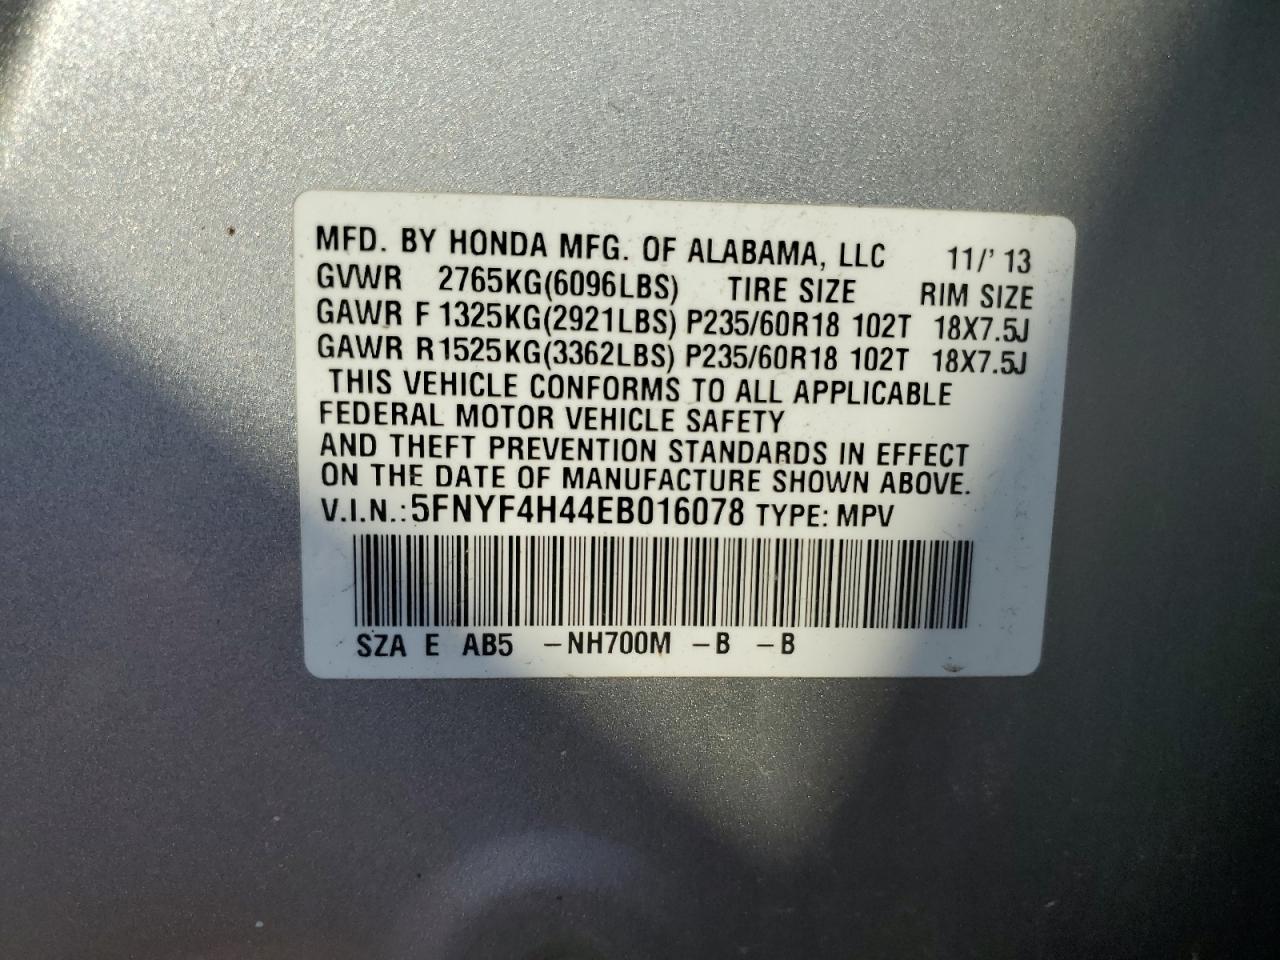 MFD. BY HONDA MFG. OF ALABAMA, LLC 11/' 13
GVWR 2765KG(6096LBS) TIRE SIZE RIM SIZE
GAWR F 1325KG(2921LBS) P235/60R18 102T 18X7.5J
GAWR R1525KG(3362LBS) P235/60R18 102T 18X7.5J
THIS VEHICLE CONFORMS TO ALL APPLICABLE
FEDERAL MOTOR VEHICLE SAFETY
AND THEFT PREVENTION STANDARDS IN EFFECT
ON THE DATE OF MANUFACTURE SHOWN ABOVE.
V.I.N.: 5FNYF4H44EB016078 TYPE: MPV
SZA E AB5 –NH700M –B –B